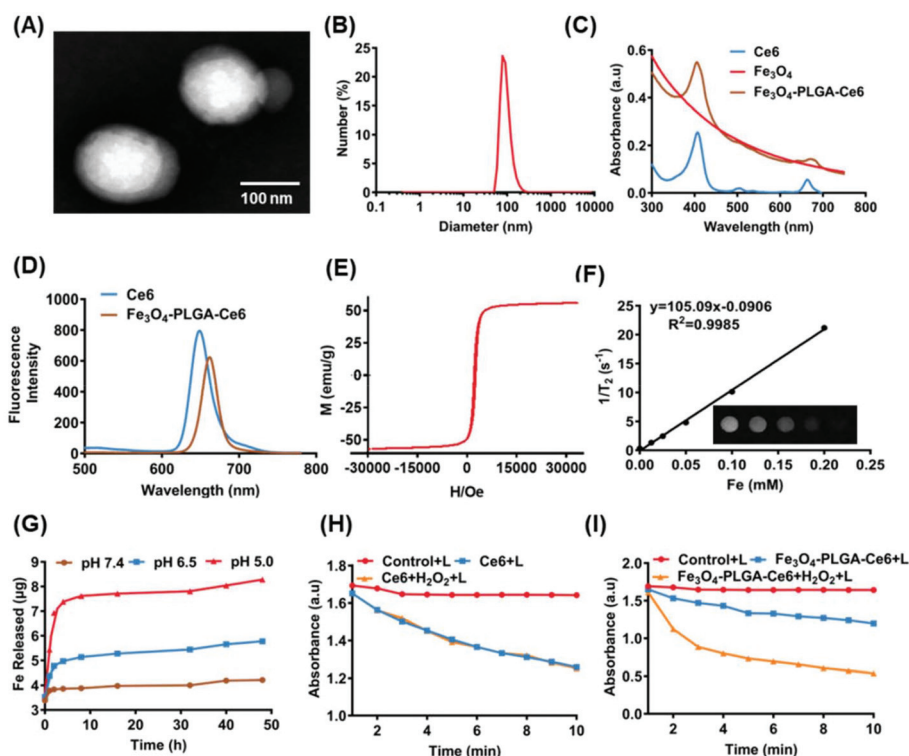 (A)
100 nm
(B)
Number (%)
25
20
15
10
5
0
0.1 1 10 100 1000 10000
Diameter (nm)
(C)
Ce6
Fe₃O₄
Fe₃O₄-PLGA-Ce6
Absorbance (a.u)
0.6
0.4
0.2
0.0
300 400 500 600 700 800
Wavelength (nm)
(D)
Ce6
Fe₃O₄-PLGA-Ce6
Fluorescence
Intensity
1000
800
600
400
200
0
500 600 700 800
Wavelength (nm)
(E)
M (emu/g)
50
0
-50
-30000 -15000 0 15000 30000
H/Oe
(F)
y=105.09x-0.0906
R²=0.9985
1/T₂ (s⁻¹)
25
20
15
10
5
0
0.00 0.05 0.10 0.15 0.20 0.25
Fe (mM)
(G)
pH 7.4 pH 6.5 pH 5.0
Fe Released (µg)
9
8
7
6
5
4
3
0 10 20 30 40 50
Time (h)
(H)
Control+L Ce6+L
Ce6+H₂O₂+L
Absorbance (a.u)
1.8
1.6
1.4
1.2
1.0
2 4 6 8 10
Time (min)
(I)
Control+L Fe₃O₄-PLGA-Ce6+L
Fe₃O₄-PLGA-Ce6+H₂O₂+L
Absorbance (a.u)
2.0
1.5
1.0
0.5
0.0
2 4 6 8 10
Time (min)